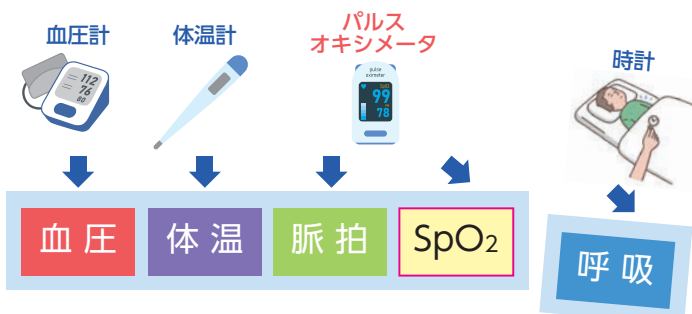 血圧計
体温計
パルス
オキシメータ
時計
112
76
80
pulse
oximeter
SpO2
99
78
血圧
体温
脈拍
SpO2
呼吸